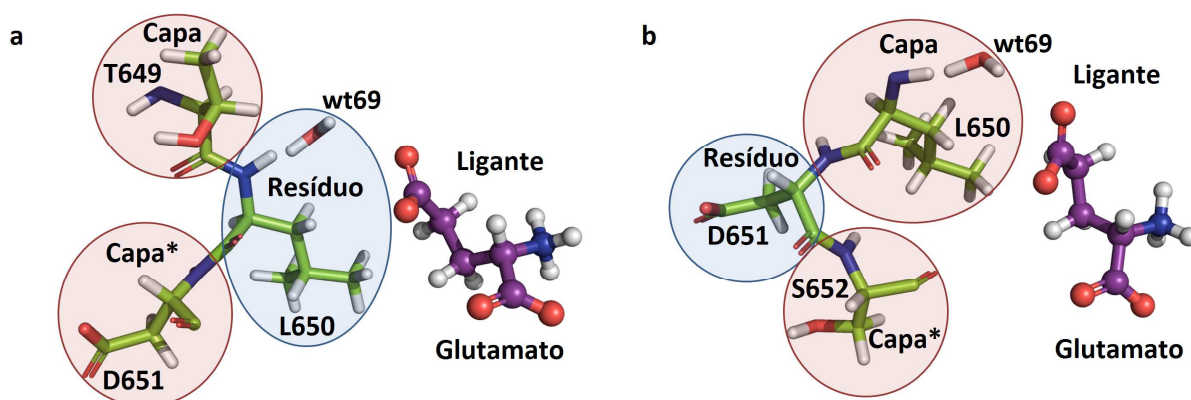 a
Capa
T649
wt69
Resíduo
Ligante
Capa*
L650
D651
Glutamato
b
Capa
wt69
Ligante
L650
Resíduo
D651
S652
Capa*
Glutamato